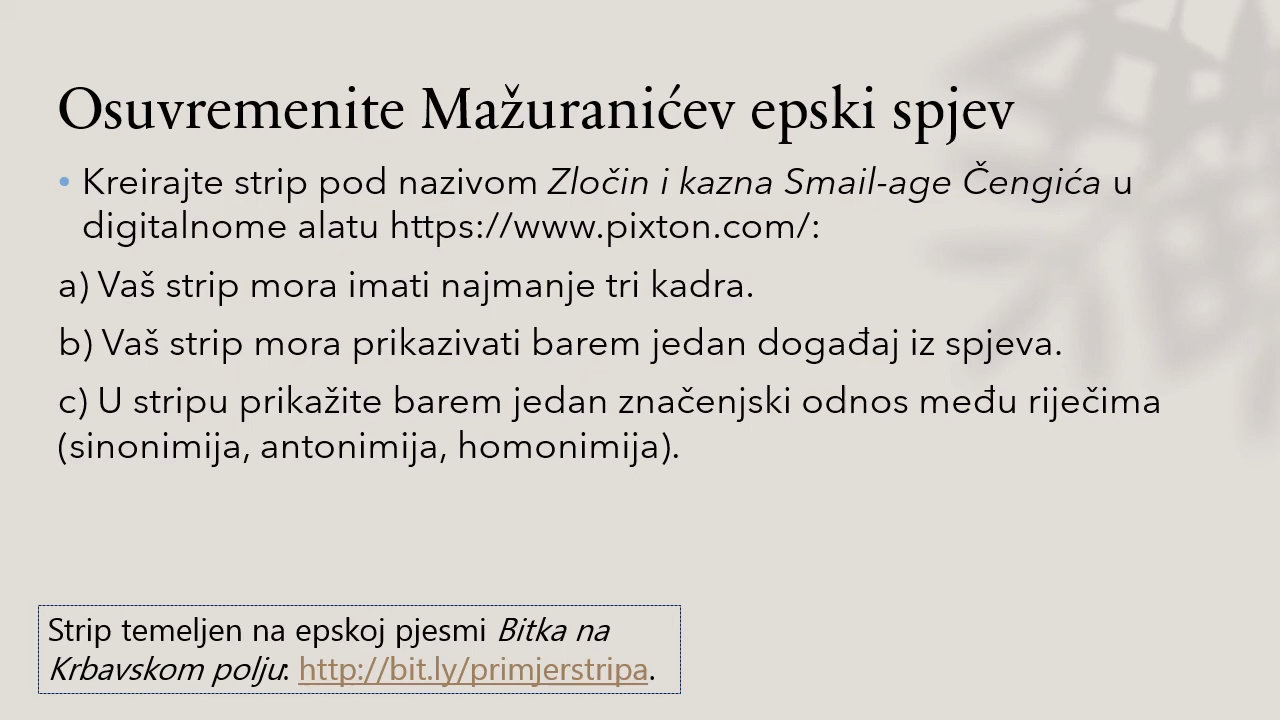 Osuvremenite Mažuranićev epski spjev
• Kreirajte strip pod nazivom Zločin i kazna Smail-age Čengića u
digitalnome alatu https://www.pixton.com/:
a) Vaš strip mora imati najmanje tri kadra.
b) Vaš strip mora prikazivati barem jedan događaj iz spjeva.
c) U stripu prikažite barem jedan značenjski odnos među riječima
(sinonimija, antonimija, homonimija).
Strip temeljen na epskoj pjesmi Bitka na
Krbavskom polju: http://bit.ly/primjerstripa.